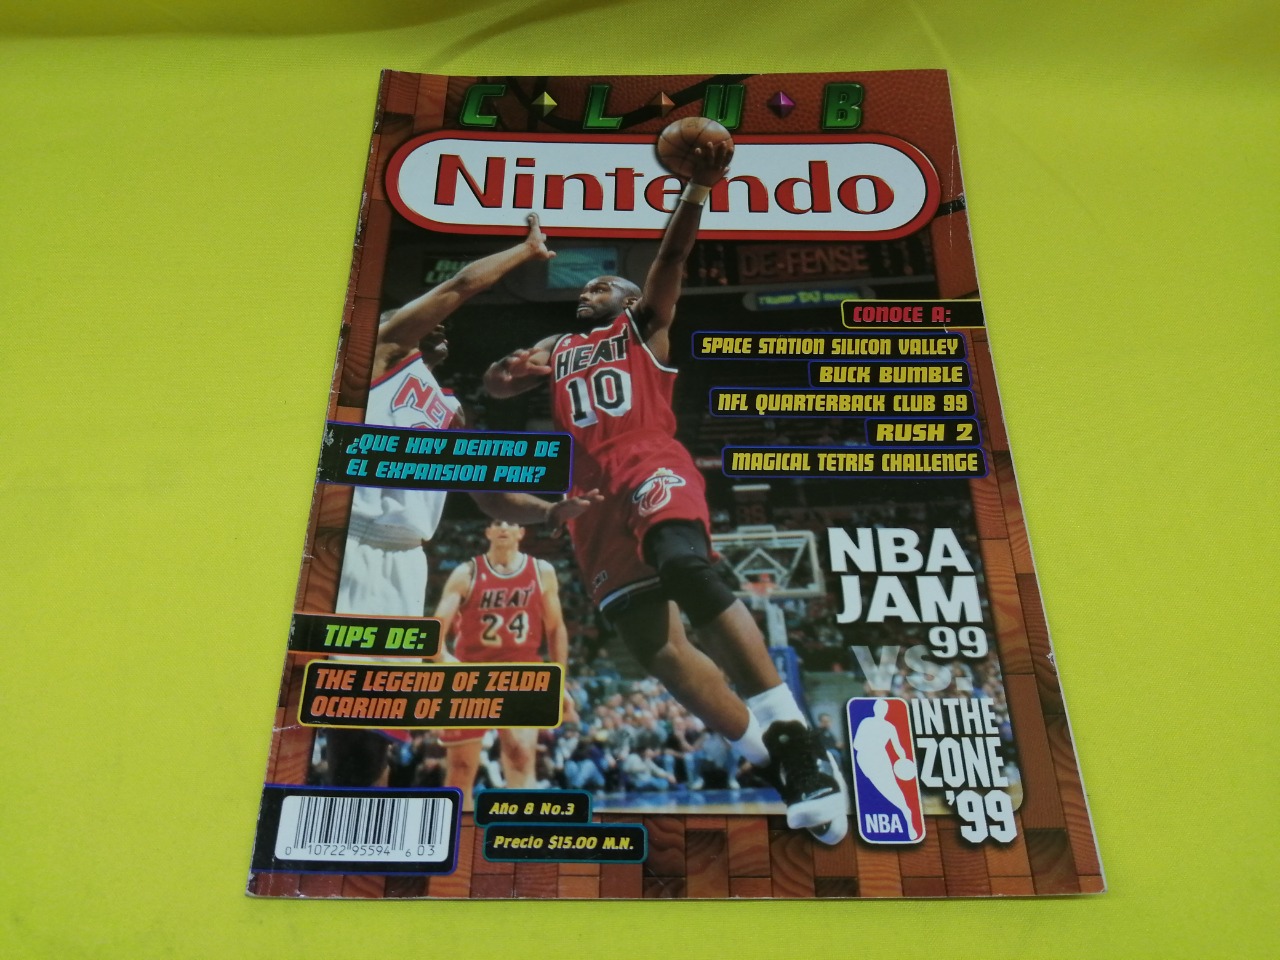 CLUB
Nintendo
DE-FENSE
CONOCE A:
SPACE STATION SILICON VALLEY
BUCK BUMBLE
NFL QUARTERBACK CLUB 99
RUSH 2
MAGICAL TETRIS CHALLENGE
HEAT
10
¿QUE HAY DENTRO DE
EL EXPANSION PAK?
HEAT
24
NBA
JAM
99
VS.
IN THE
ZONE
'99
NBA
TIPS DE:
THE LEGEND OF ZELDA
OCARINA OF TIME
Año 8 No.3
Precio $15.00 M.N.
0 10722 95594 6 03